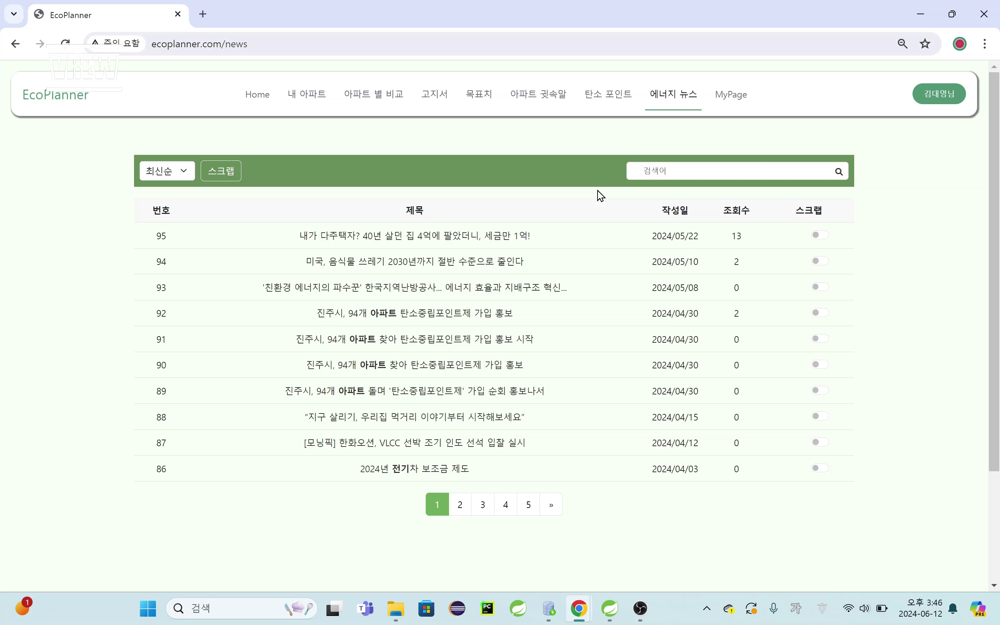 EcoPlanner
주의 요함 ecoplanner.com/news
VREW
EcoPlanner Home 내 아파트 아파트 별 비교 고지서 목표치 아파트 귓속말 탄소 포인트 에너지 뉴스 MyPage 김대영님
최신순 스크랩 검색어
번호 제목 작성일 조회수 스크랩
95 내가 다주택자? 40년 살던 집 4억에 팔았더니, 세금만 1억! 2024/05/22 13
94 미국, 음식물 쓰레기 2030년까지 절반 수준으로 줄인다 2024/05/10 2
93 '친환경 에너지의 파수꾼' 한국지역난방공사... 에너지 효율과 지배구조 혁신... 2024/05/08 0
92 진주시, 94개 아파트 탄소중립포인트제 가입 홍보 2024/04/30 2
91 진주시, 94개 아파트 찾아 탄소중립포인트제 가입 홍보 시작 2024/04/30 0
90 진주시, 94개 아파트 찾아 탄소중립포인트제 가입 홍보 2024/04/30 0
89 진주시, 94개 아파트 돌며 '탄소중립포인트제' 가입 순회 홍보나서 2024/04/30 0
88 “지구 살리기, 우리집 먹거리 이야기부터 시작해보세요” 2024/04/15 0
87 [모닝픽] 한화오션, VLCC 선박 조기 인도 선석 입찰 실시 2024/04/12 0
86 2024년 전기차 보조금 제도 2024/04/03 0
1 2 3 4 5 »
1 검색 T PC 가 오후 3:46
2024-06-12 PRE